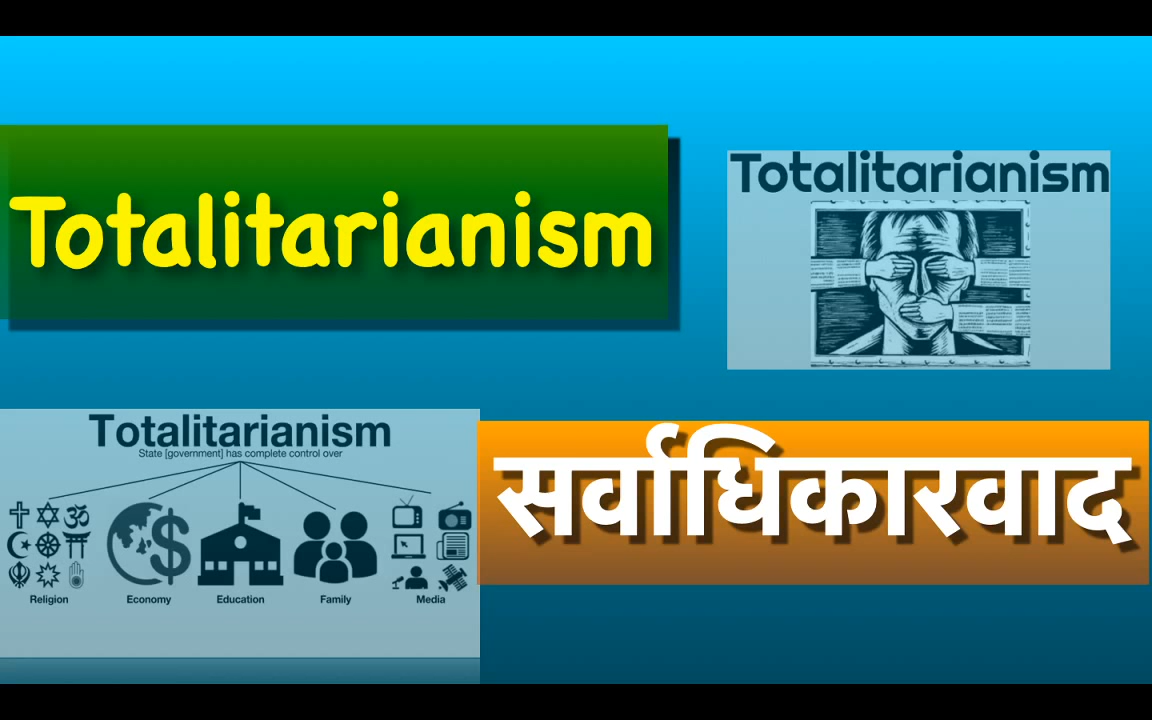 Totalitarianism
Totalitarianism
Totalitarianism
State [government] has complete control over
Religion
Economy
Education
Family
Media
सर्वाधिकारवाद